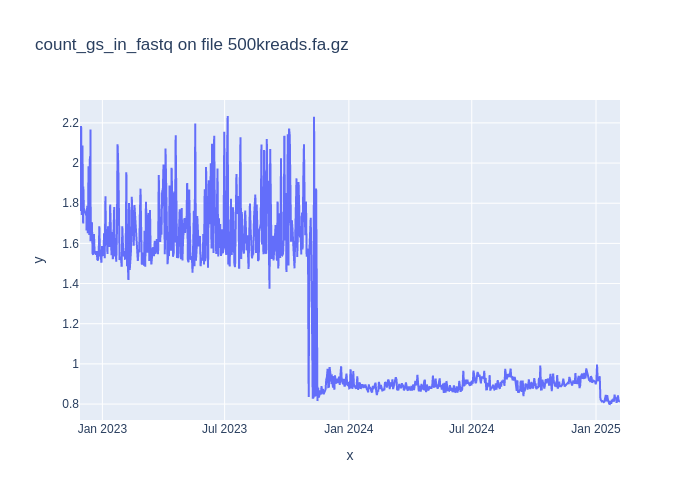 count_gs_in_fastq on file 500kreads.fa.gz
2.2
2
1.8
1.6
1.4
1.2
1
0.8
y
Jan 2023
Jul 2023
Jan 2024
Jul 2024
Jan 2025
x